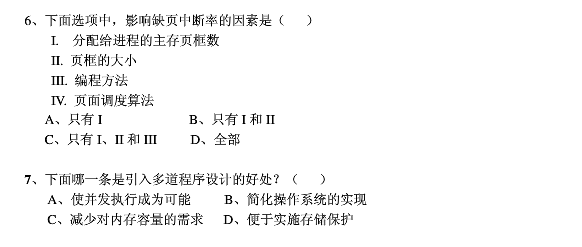 6、下面选项中，影响缺页中断率的因素是（　　）
I. 分配给进程的主存页框数
II. 页框的大小
III. 编程方法
IV. 页面调度算法
A、只有 I　　B、只有 I 和 II
C、只有 I、II 和 III　　D、全部
7、下面哪一条是引入多道程序设计的好处？（　　）
A、使并发执行成为可能　　B、简化操作系统的实现
C、减少对内存容量的需求　　D、便于实施存储保护